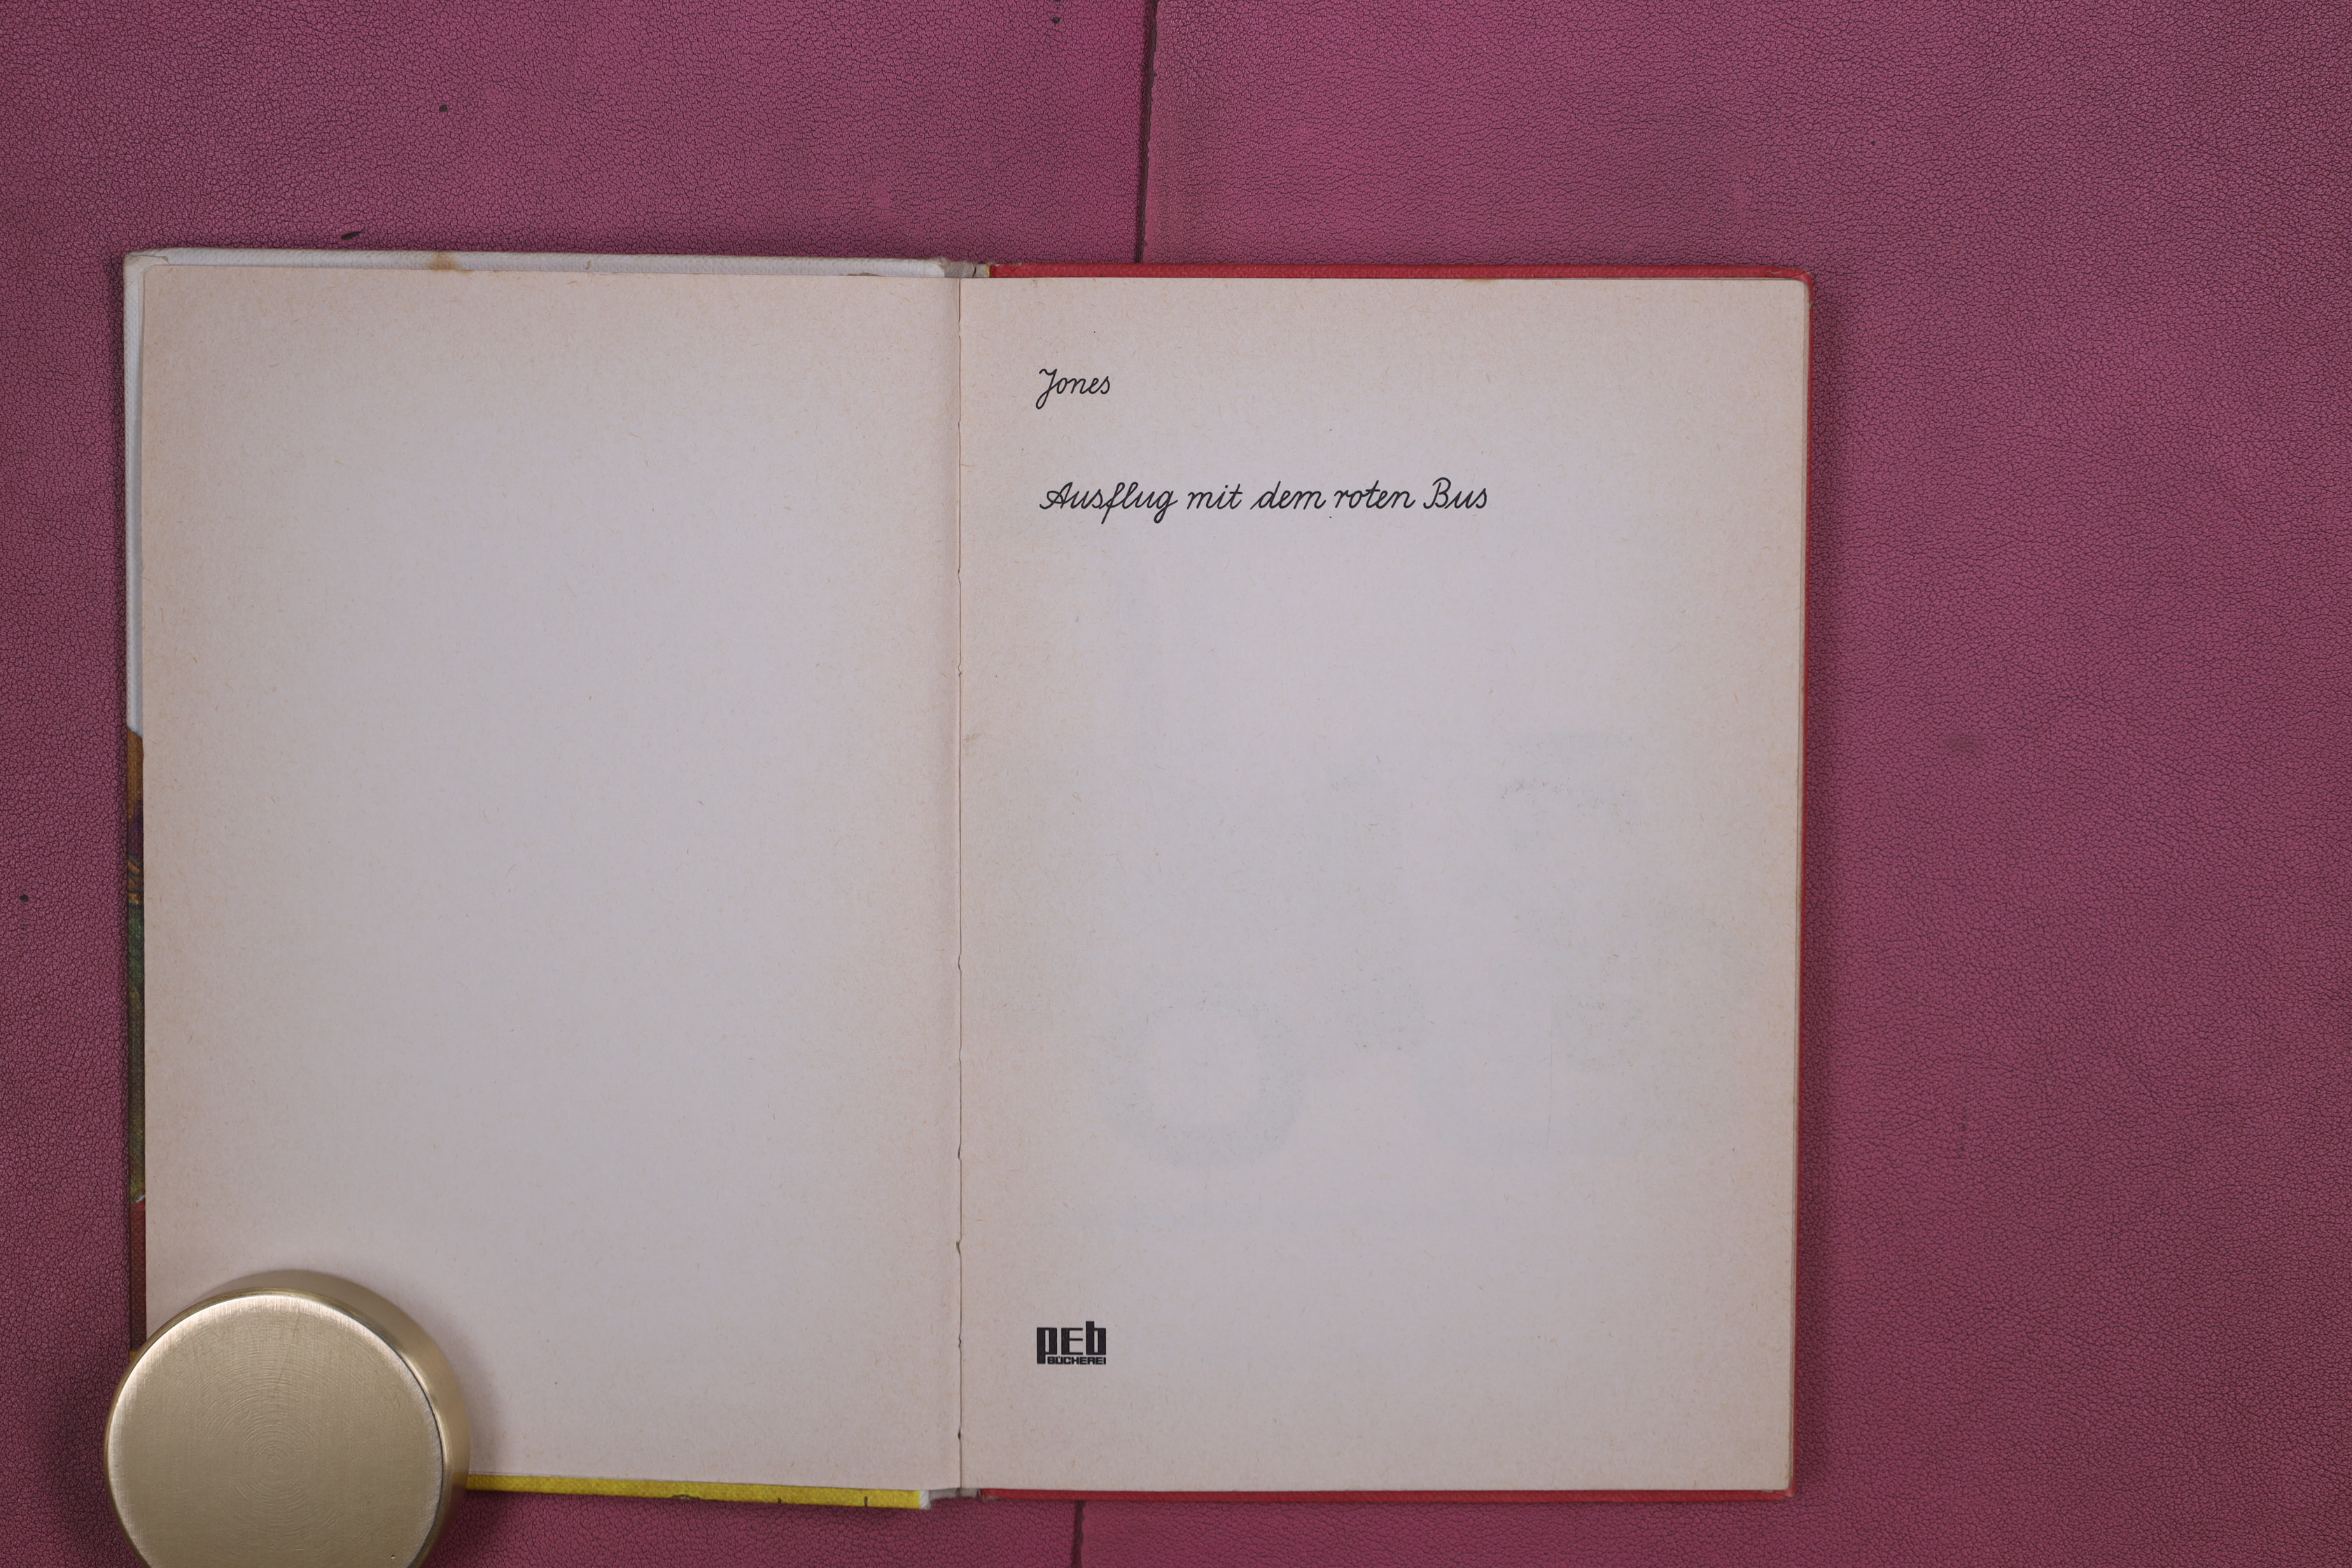 Jones
Ausflug mit dem roten Bus
pEb
BÜCHEREI